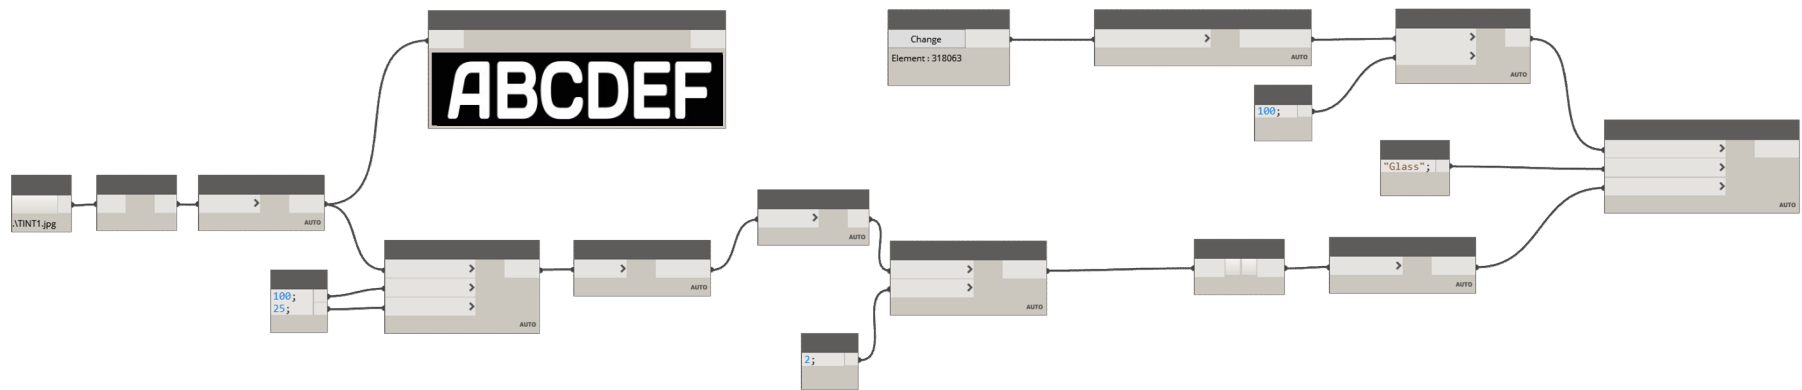 ABCDEF
Change
Element : 318063
AUTO
AUTO
100;
"Glass";
AUTO
.\TINT1.jpg
AUTO
AUTO
100;
25;
AUTO
AUTO
AUTO
2;
AUTO